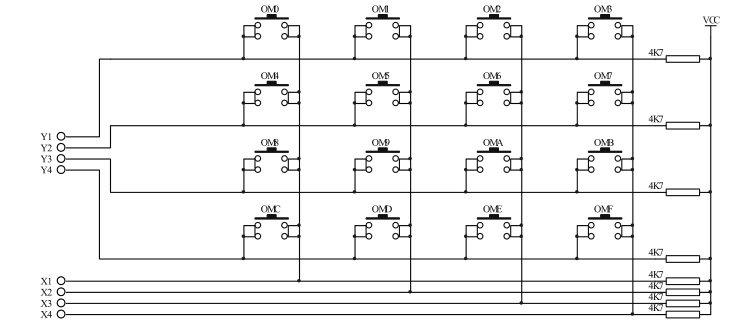 OM0 OM1 OM2 OM3
VCC
4K7
OM4 OM5 OM6 OM7
4K7
Y1
Y2
Y3
Y4
OM8 OM9 OMA OMB
4K7
OMC OMD OME OMF
4K7
X1 4K7
X2 4K7
X3 4K7
X4 4K7